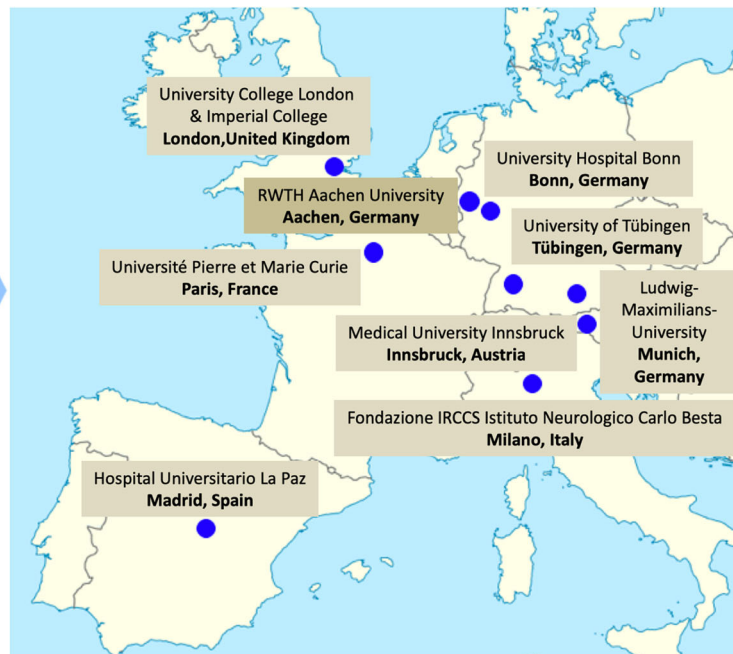 University College London
& Imperial College
London,United Kingdom
University Hospital Bonn
Bonn, Germany
RWTH Aachen University
Aachen, Germany
University of Tübingen
Tübingen, Germany
Université Pierre et Marie Curie
Paris, France
Ludwig-
Maximilians-
University
Munich,
Germany
Medical University Innsbruck
Innsbruck, Austria
Fondazione IRCCS Istituto Neurologico Carlo Besta
Milano, Italy
Hospital Universitario La Paz
Madrid, Spain